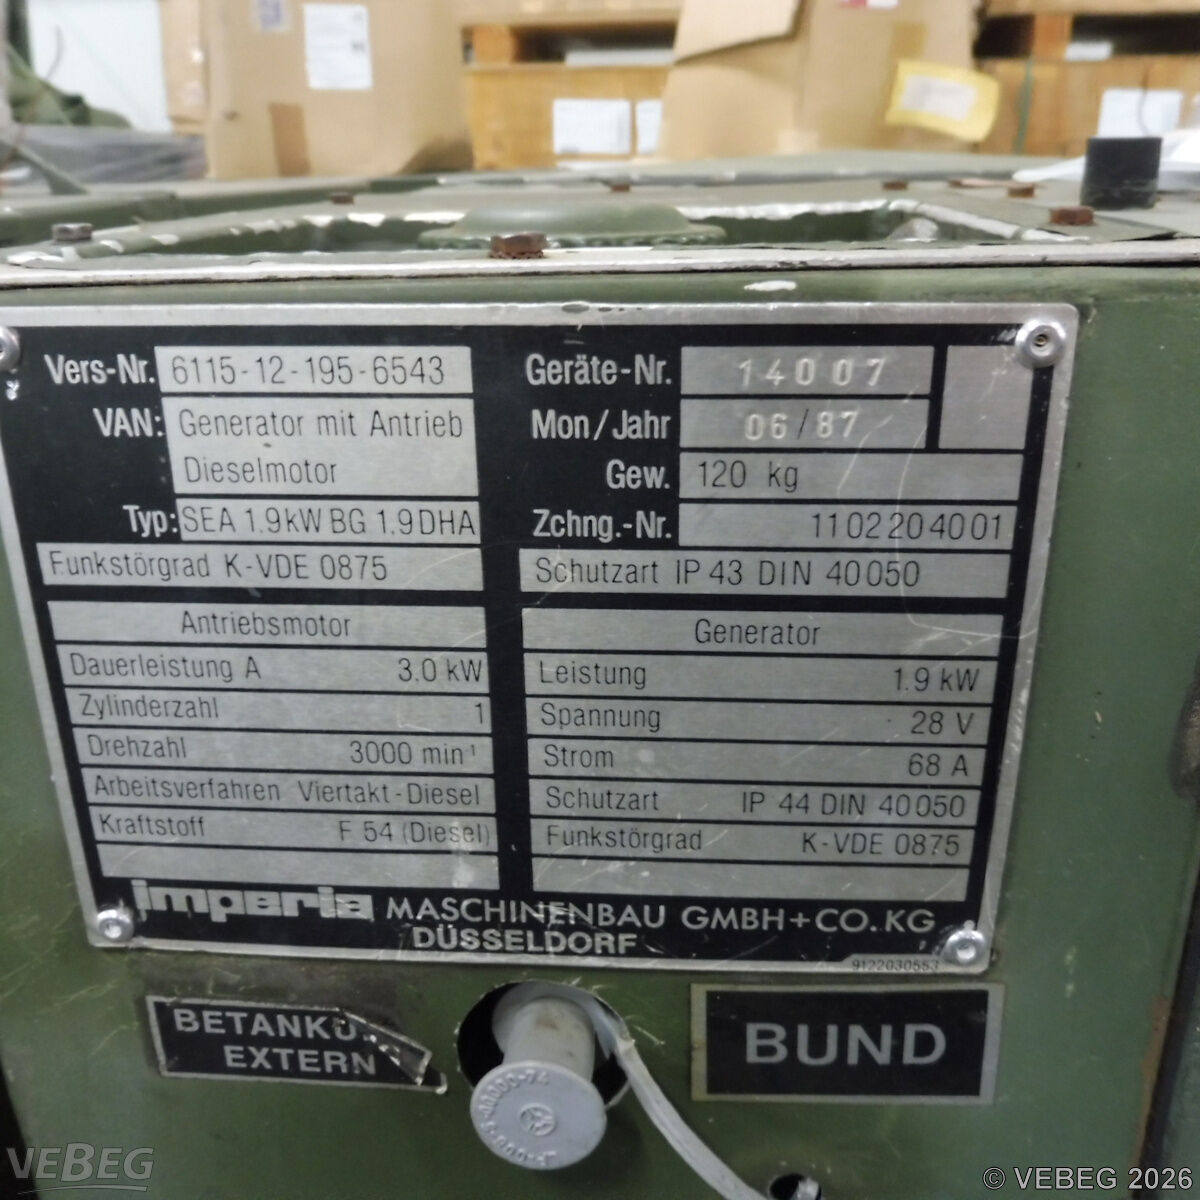 Vers-Nr. 6115-12-195-6543
VAN: Generator mit Antrieb
Dieselmotor
Typ: SEA 1.9kW BG 1.9DHA
Funkstörgrad K-VDE 0875
Geräte-Nr. 14007
Mon/Jahr 06/87
Gew. 120 kg
Zchng.-Nr. 1102204001
Schutzart IP 43 DIN 40050
Antriebsmotor
Dauerleistung A 3.0 kW
Zylinderzahl 1
Drehzahl 3000 min-1
Arbeitsverfahren Viertakt-Diesel
Kraftstoff F 54 (Diesel)
Generator
Leistung 1.9 kW
Spannung 28 V
Strom 68 A
Schutzart IP 44 DIN 40050
Funkstörgrad K-VDE 0875
imperia MASCHINENBAU GMBH+CO.KG
DÜSSELDORF
9122030553
BETANKU
EXTERN
BUND
VEBEG
© VEBEG 2026